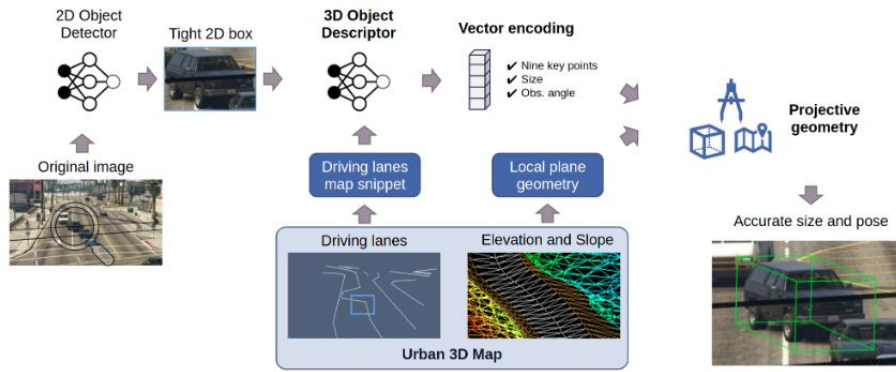 2D Object
Detector
Tight 2D box
3D Object
Descriptor
Vector encoding
✔ Nine key points
✔ Size
✔ Obs. angle
Projective
geometry
Original image
Driving lanes
map snippet
Local plane
geometry
Accurate size and pose
Driving lanes
Elevation and Slope
Urban 3D Map